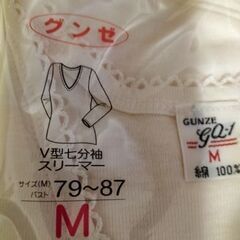 グンゼ
V型七分袖
スリーマー
サイズ(M)
バスト
79~87
M
GUNZE
GQ-1
M
綿 100%